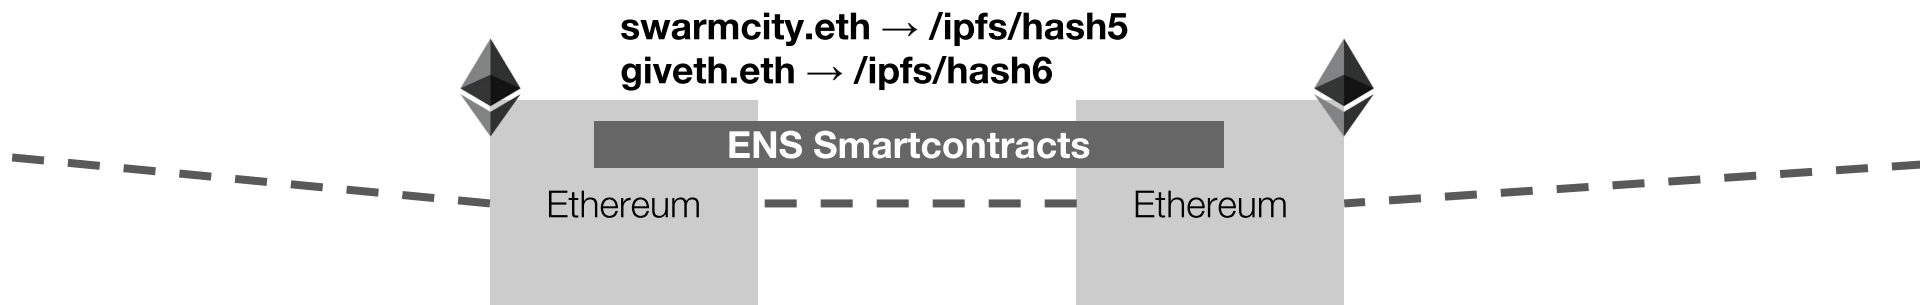 swarmcity.eth → /ipfs/hash5
giveth.eth → /ipfs/hash6
ENS Smartcontracts
Ethereum
Ethereum